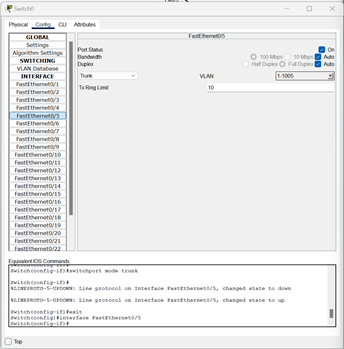 Switch0
Physical Config CLI Attributes
GLOBAL
Settings
Algorithm Settings
SWITCHING
VLAN Database
INTERFACE
FastEthernet0/1
FastEthernet0/2
FastEthernet0/3
FastEthernet0/4
FastEthernet0/5
FastEthernet0/6
FastEthernet0/7
FastEthernet0/8
FastEthernet0/9
FastEthernet0/10
FastEthernet0/11
FastEthernet0/12
FastEthernet0/13
FastEthernet0/14
FastEthernet0/15
FastEthernet0/16
FastEthernet0/17
FastEthernet0/18
FastEthernet0/19
FastEthernet0/20
FastEthernet0/21
FastEthernet0/22
FastEthernet0/5
Port Status On
Bandwidth 100 Mbps 10 Mbps Auto
Duplex Half Duplex Full Duplex Auto
Trunk VLAN 1-1005
Tx Ring Limit 10
Equivalent IOS Commands
Switch(config-if)#
Switch(config-if)#switchport mode trunk
Switch(config-if)#
%LINEPROTO-5-UPDOWN: Line protocol on Interface FastEthernet0/5, changed state to down
%LINEPROTO-5-UPDOWN: Line protocol on Interface FastEthernet0/5, changed state to up
Switch(config-if)#exit
Switch(config)#interface FastEthernet0/5
Switch(config-if)#
Top